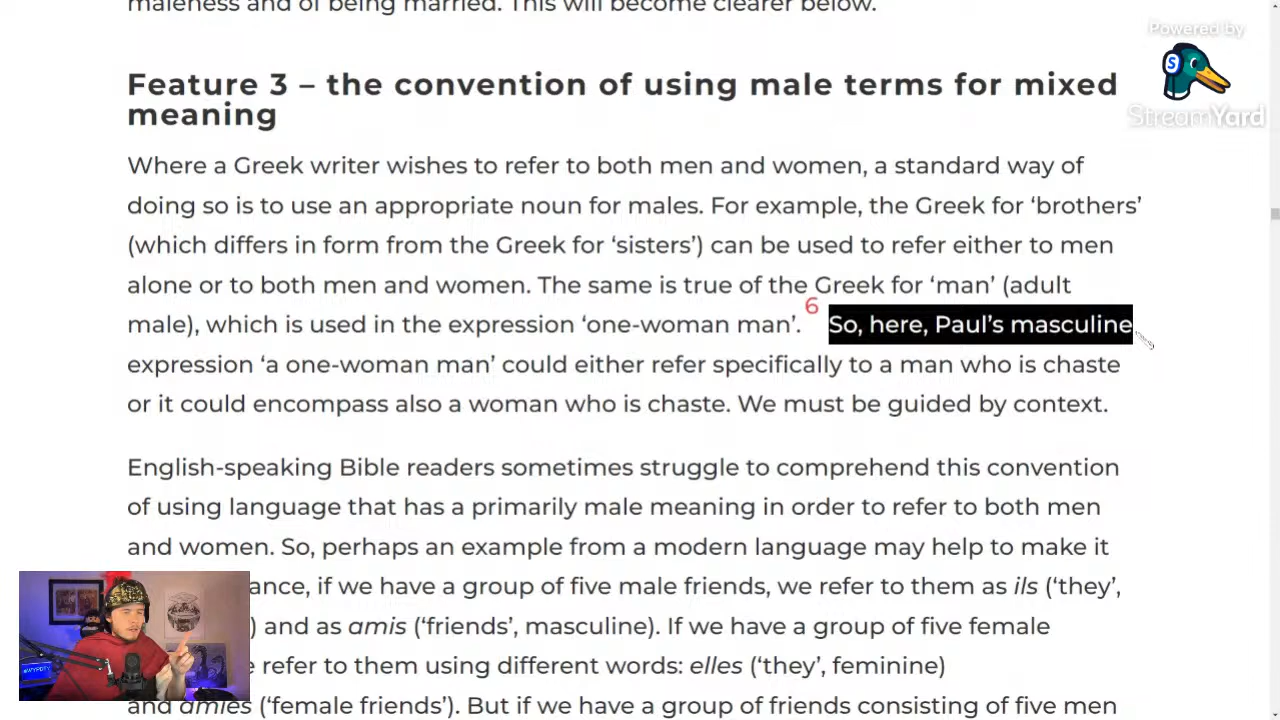 maleness and of being married. This will become clearer below.
Powered by
S
StreamYard
Feature 3 – the convention of using male terms for mixed
meaning
Where a Greek writer wishes to refer to both men and women, a standard way of
doing so is to use an appropriate noun for males. For example, the Greek for ‘brothers’
(which differs in form from the Greek for ‘sisters’) can be used to refer either to men
alone or to both men and women. The same is true of the Greek for ‘man’ (adult
male), which is used in the expression ‘one-woman man’. 6 So, here, Paul’s masculine
expression ‘a one-woman man’ could either refer specifically to a man who is chaste
or it could encompass also a woman who is chaste. We must be guided by context.
English-speaking Bible readers sometimes struggle to comprehend this convention
of using language that has a primarily male meaning in order to refer to both men
and women. So, perhaps an example from a modern language may help to make it
ance, if we have a group of five male friends, we refer to them as ils (‘they’,
) and as amis (‘friends’, masculine). If we have a group of five female
refer to them using different words: elles (‘they’, feminine)
and amies (‘female friends’). But if we have a group of friends consisting of five men